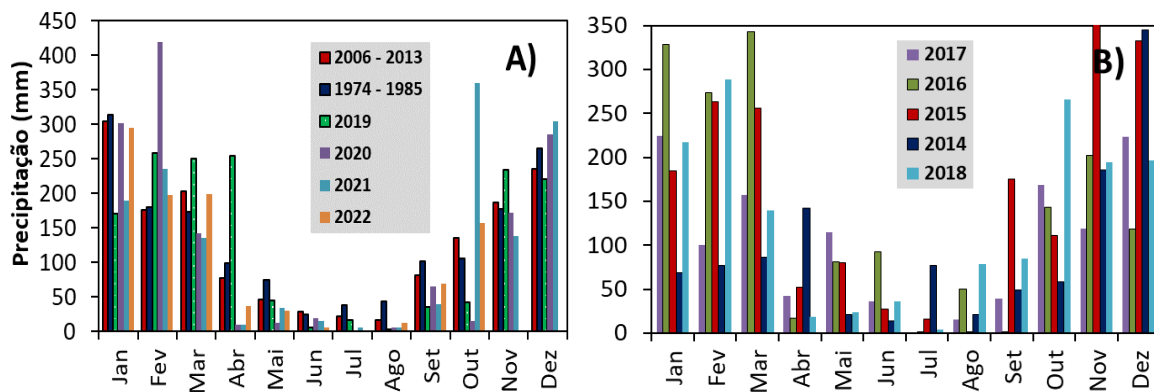 A)
Precipitação (mm)
450
400
350
300
250
200
150
100
50
0
2006 - 2013
1974 - 1985
2019
2020
2021
2022
Jan
Fev
Mar
Abr
Mai
Jun
Jul
Ago
Set
Out
Nov
Dez
B)
350
300
250
200
150
100
50
0
2017
2016
2015
2014
2018
Jan
Fev
Mar
Abr
Mai
Jun
Jul
Ago
Set
Out
Nov
Dez